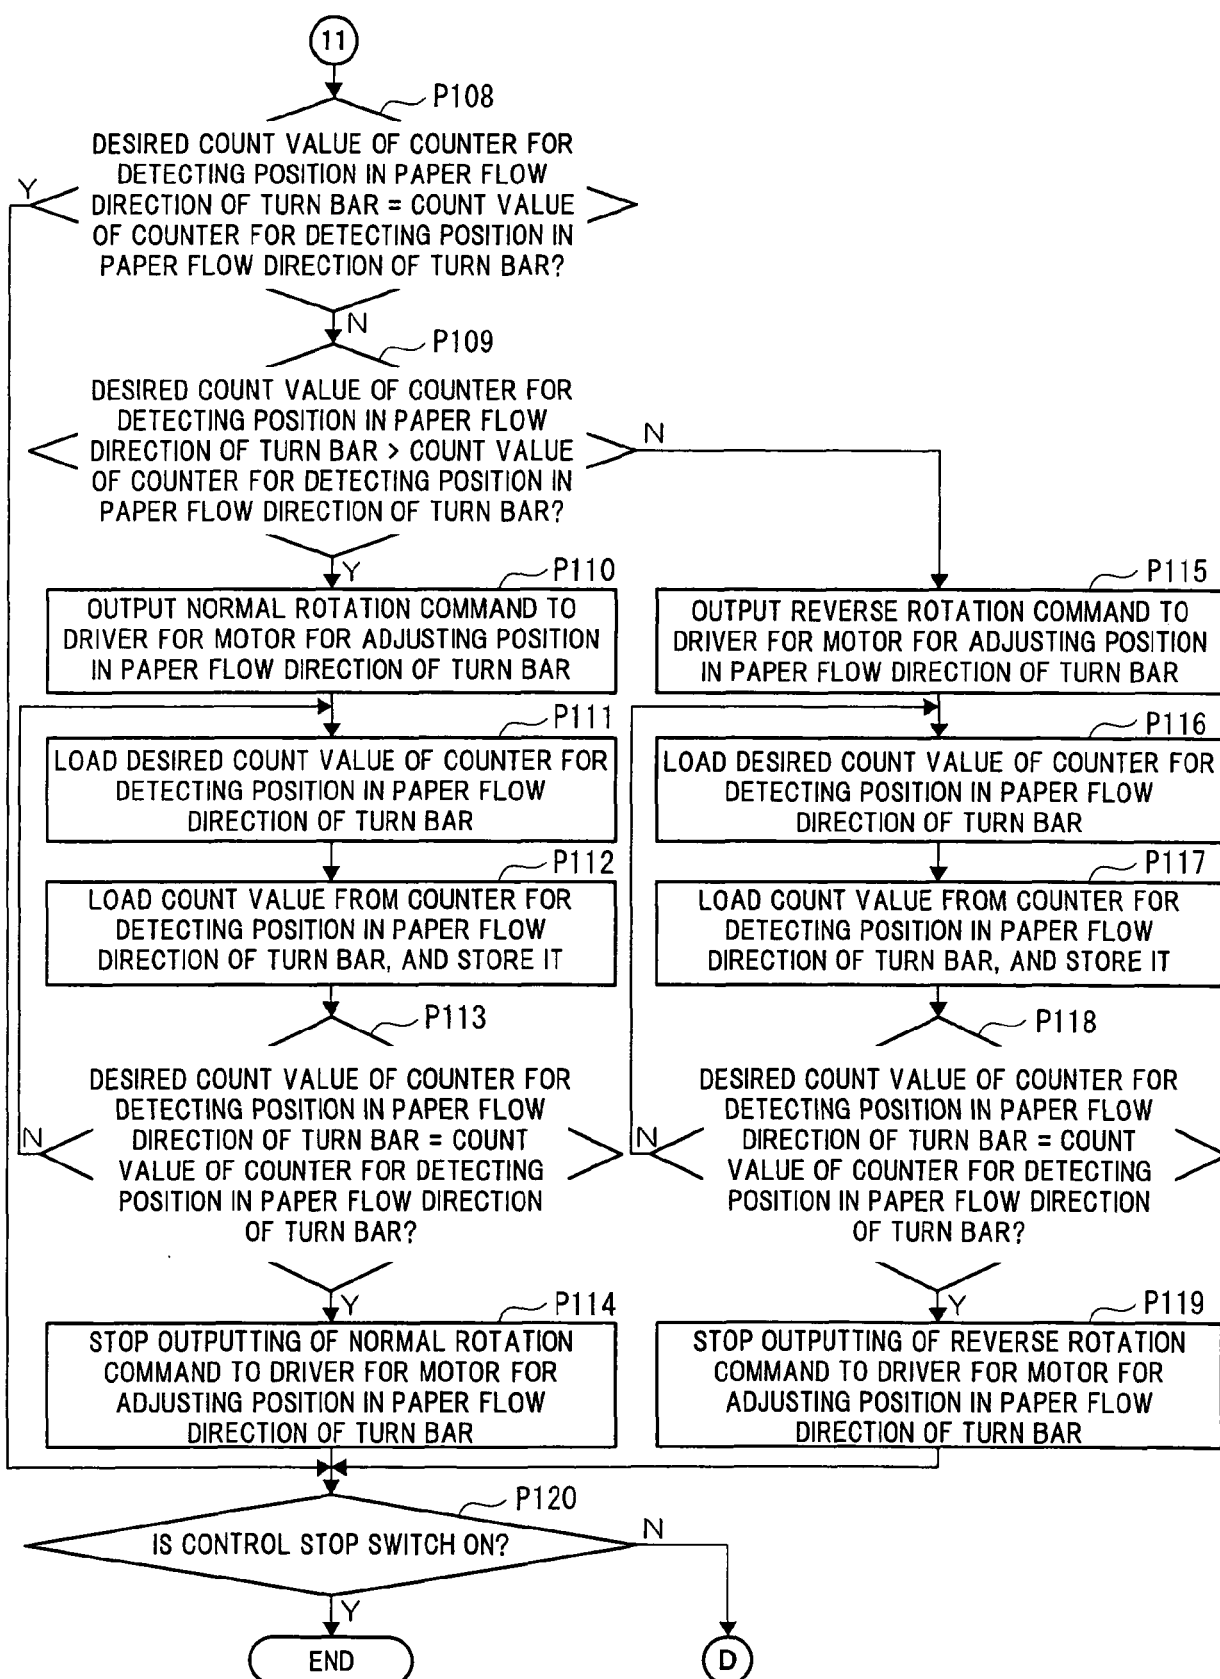 11
P108
DESIRED COUNT VALUE OF COUNTER FOR
DETECTING POSITION IN PAPER FLOW
DIRECTION OF TURN BAR = COUNT VALUE
OF COUNTER FOR DETECTING POSITION IN
PAPER FLOW DIRECTION OF TURN BAR?
Y
N
P109
DESIRED COUNT VALUE OF COUNTER FOR
DETECTING POSITION IN PAPER FLOW
DIRECTION OF TURN BAR > COUNT VALUE
OF COUNTER FOR DETECTING POSITION IN
PAPER FLOW DIRECTION OF TURN BAR?
N
Y
P110
OUTPUT NORMAL ROTATION COMMAND TO
DRIVER FOR MOTOR FOR ADJUSTING POSITION
IN PAPER FLOW DIRECTION OF TURN BAR
P111
LOAD DESIRED COUNT VALUE OF COUNTER FOR
DETECTING POSITION IN PAPER FLOW
DIRECTION OF TURN BAR
P112
LOAD COUNT VALUE FROM COUNTER FOR
DETECTING POSITION IN PAPER FLOW
DIRECTION OF TURN BAR, AND STORE IT
P113
DESIRED COUNT VALUE OF COUNTER FOR
DETECTING POSITION IN PAPER FLOW
DIRECTION OF TURN BAR = COUNT
VALUE OF COUNTER FOR DETECTING
POSITION IN PAPER FLOW DIRECTION
OF TURN BAR?
N
Y
P114
STOP OUTPUTTING OF NORMAL ROTATION
COMMAND TO DRIVER FOR MOTOR FOR
ADJUSTING POSITION IN PAPER FLOW
DIRECTION OF TURN BAR
P115
OUTPUT REVERSE ROTATION COMMAND TO
DRIVER FOR MOTOR FOR ADJUSTING POSITION
IN PAPER FLOW DIRECTION OF TURN BAR
P116
LOAD DESIRED COUNT VALUE OF COUNTER FOR
DETECTING POSITION IN PAPER FLOW
DIRECTION OF TURN BAR
P117
LOAD COUNT VALUE FROM COUNTER FOR
DETECTING POSITION IN PAPER FLOW
DIRECTION OF TURN BAR, AND STORE IT
P118
DESIRED COUNT VALUE OF COUNTER FOR
DETECTING POSITION IN PAPER FLOW
DIRECTION OF TURN BAR = COUNT
VALUE OF COUNTER FOR DETECTING
POSITION IN PAPER FLOW DIRECTION
OF TURN BAR?
N
Y
P119
STOP OUTPUTTING OF REVERSE ROTATION
COMMAND TO DRIVER FOR MOTOR FOR
ADJUSTING POSITION IN PAPER FLOW
DIRECTION OF TURN BAR
P120
IS CONTROL STOP SWITCH ON?
N
Y
END
D